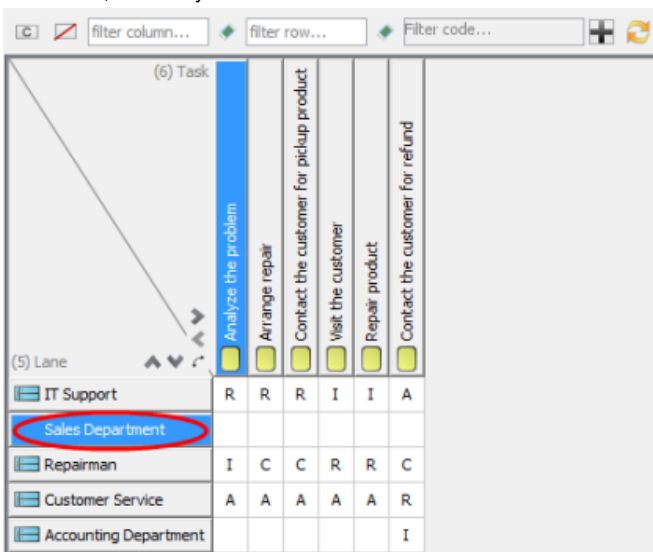 C filter column... filter row... Filter code...
(6) Task
Analyze the problem
Arrange repair
Contact the customer for pickup product
Visit the customer
Repair product
Contact the customer for refund
(5) Lane
IT Support R R R I I A
Sales Department
Repairman I C C R R C
Customer Service A A A A A R
Accounting Department I